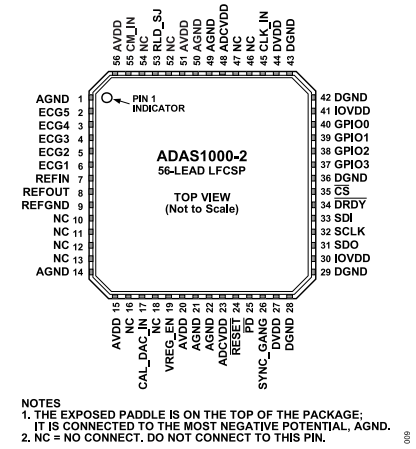 56 AVDD
55 CM_IN
54 NC
53 RLD_SJ
52 NC
51 AVDD
50 AGND
49 AGND
48 ADCVDD
47 NC
46 NC
45 CLK_IN
44 DVDD
43 DGND
AGND 1
ECG5 2
ECG4 3
ECG3 4
ECG2 5
ECG1 6
REFIN 7
REFOUT 8
REFGND 9
NC 10
NC 11
NC 12
NC 13
AGND 14
PIN 1
INDICATOR
ADAS1000-2
56-LEAD LFCSP
TOP VIEW
(Not to Scale)
42 DGND
41 IOVDD
40 GPIO0
39 GPIO1
38 GPIO2
37 GPIO3
36 DGND
35 CS
34 DRDY
33 SDI
32 SCLK
31 SDO
30 IOVDD
29 DGND
AVDD 15
NC 16
CAL_DAC_IN 17
NC 18
VREG_EN 19
AVDD 20
AGND 21
AGND 22
ADCVDD 23
RESET 24
PD 25
SYNC_GANG 26
DVDD 27
DGND 28
NOTES
1. THE EXPOSED PADDLE IS ON THE TOP OF THE PACKAGE;
IT IS CONNECTED TO THE MOST NEGATIVE POTENTIAL, AGND.
2. NC = NO CONNECT. DO NOT CONNECT TO THIS PIN.